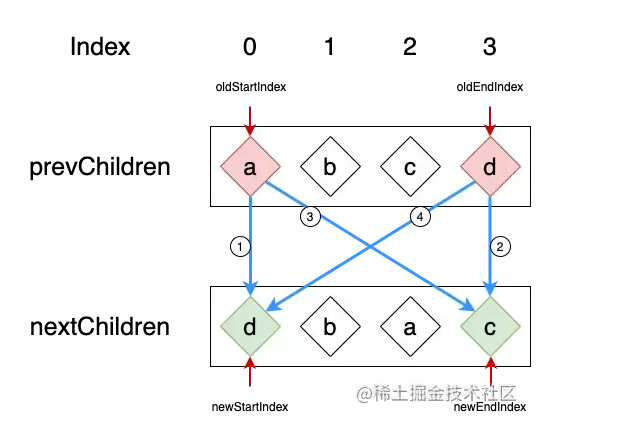 Index 0 1 2 3
oldStartIndex oldEndIndex
prevChildren a b c d
3 4
1 2
nextChildren d b a c
@稀土掘金技术社区
newStartIndex newEndIndex